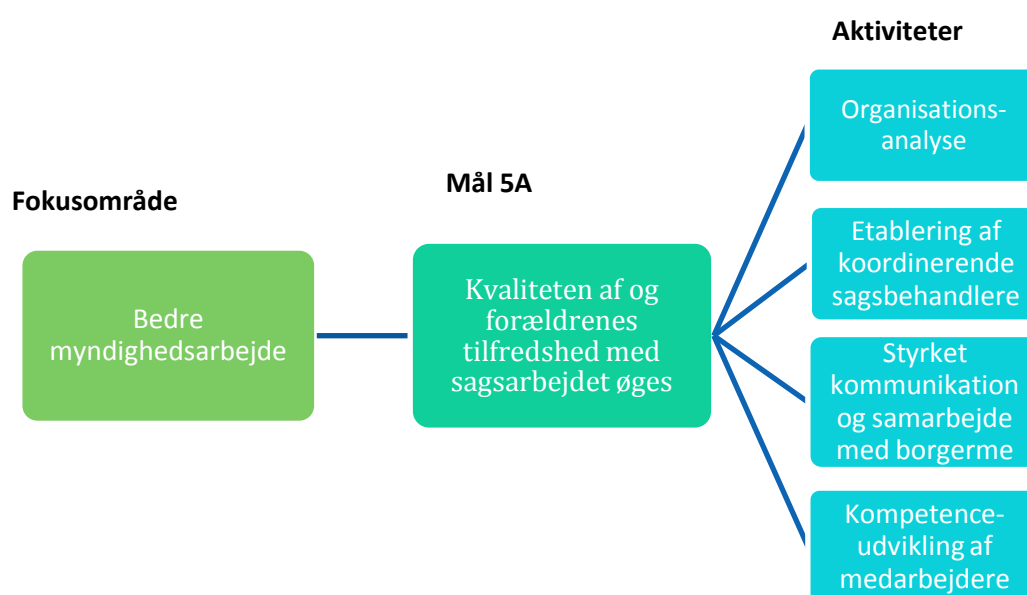 Fokusområde
Bedre
myndighedsarbejde
Mål 5A
Kvaliteten af og
forældrenes
tilfredshed med
sagsarbejdet øges
Aktiviteter
Organisations-
analyse
Etablering af
koordinerende
sagsbehandlere
Styrket
kommunikation
og samarbejde
med borgerme
Kompetence-
udvikling af
medarbejdere